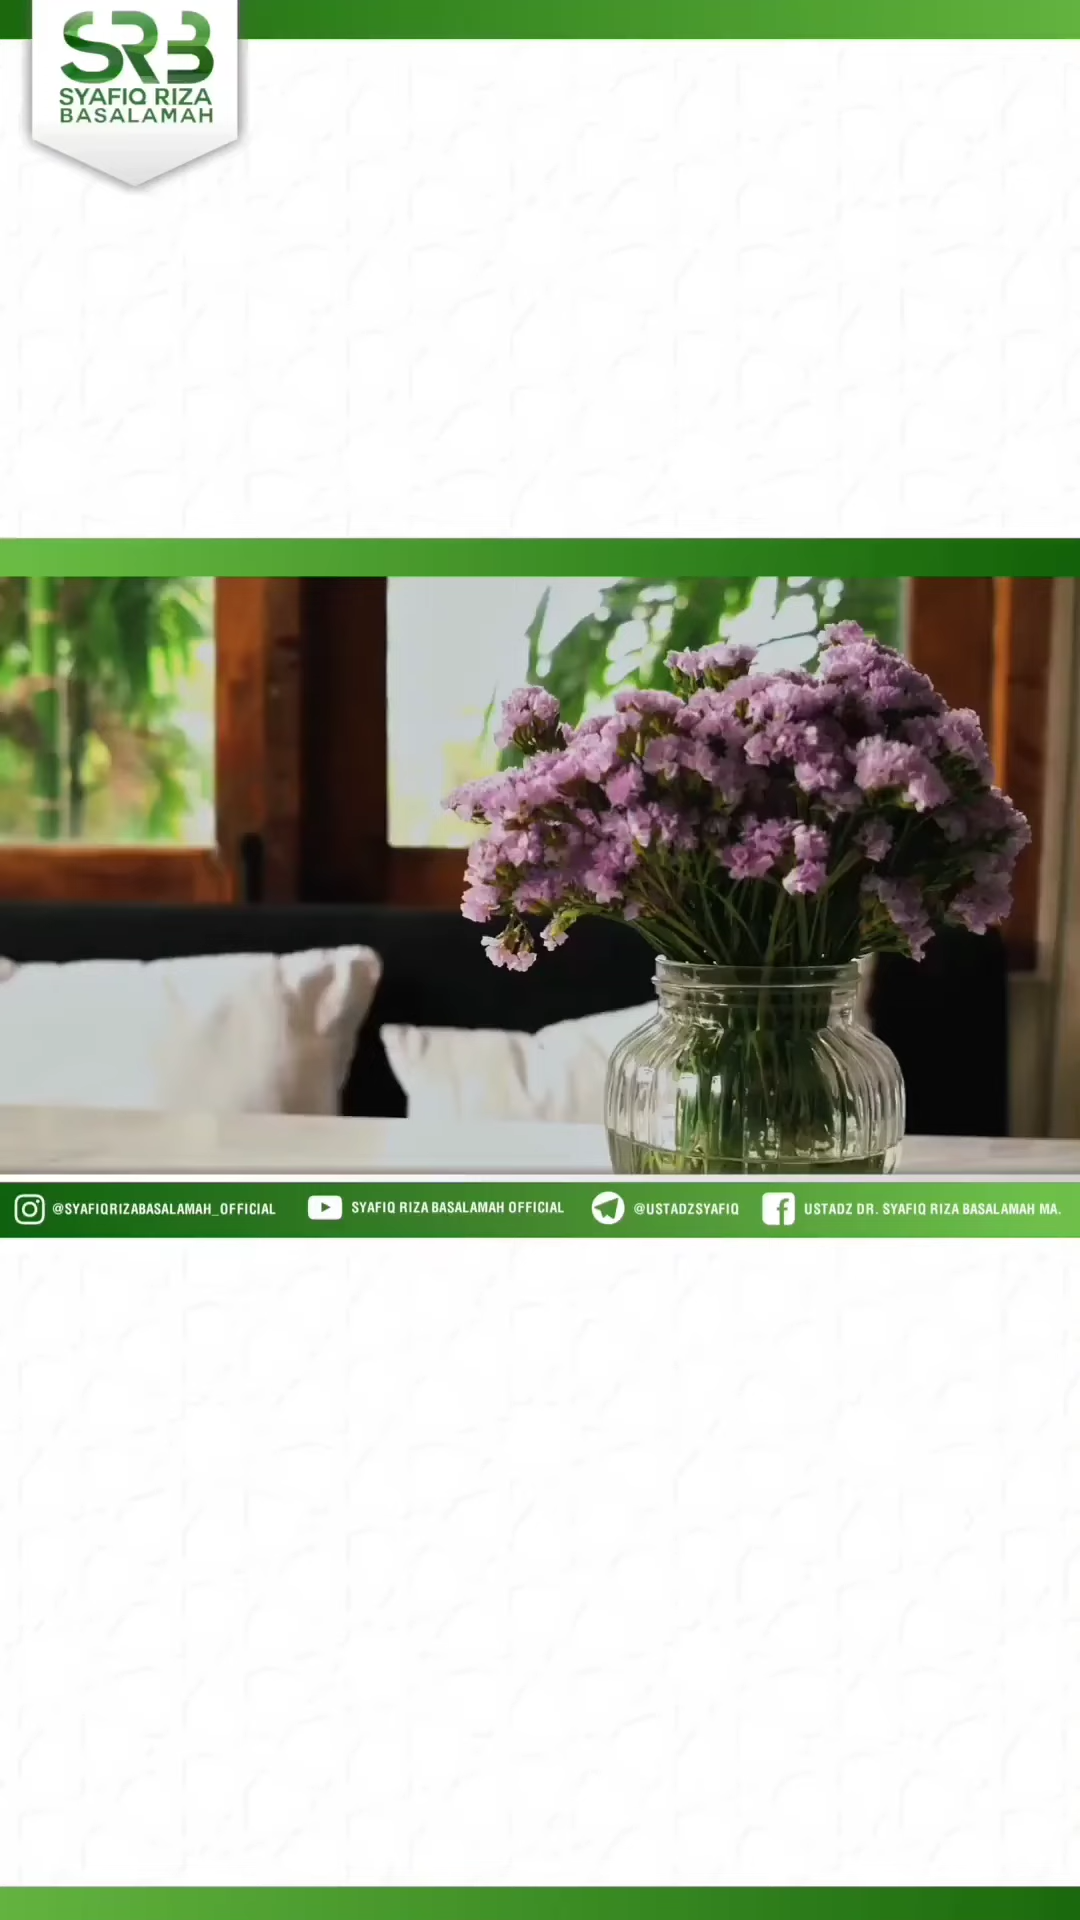 SRB
SYAFIQ RIZA
BASALAMAH
@SYAFIQRIZABASALAMAH_OFFICIAL
SYAFIQ RIZA BASALAMAH OFFICIAL
@USTADZSYAFIQ
USTADZ DR. SYAFIQ RIZA BASALAMAH MA.